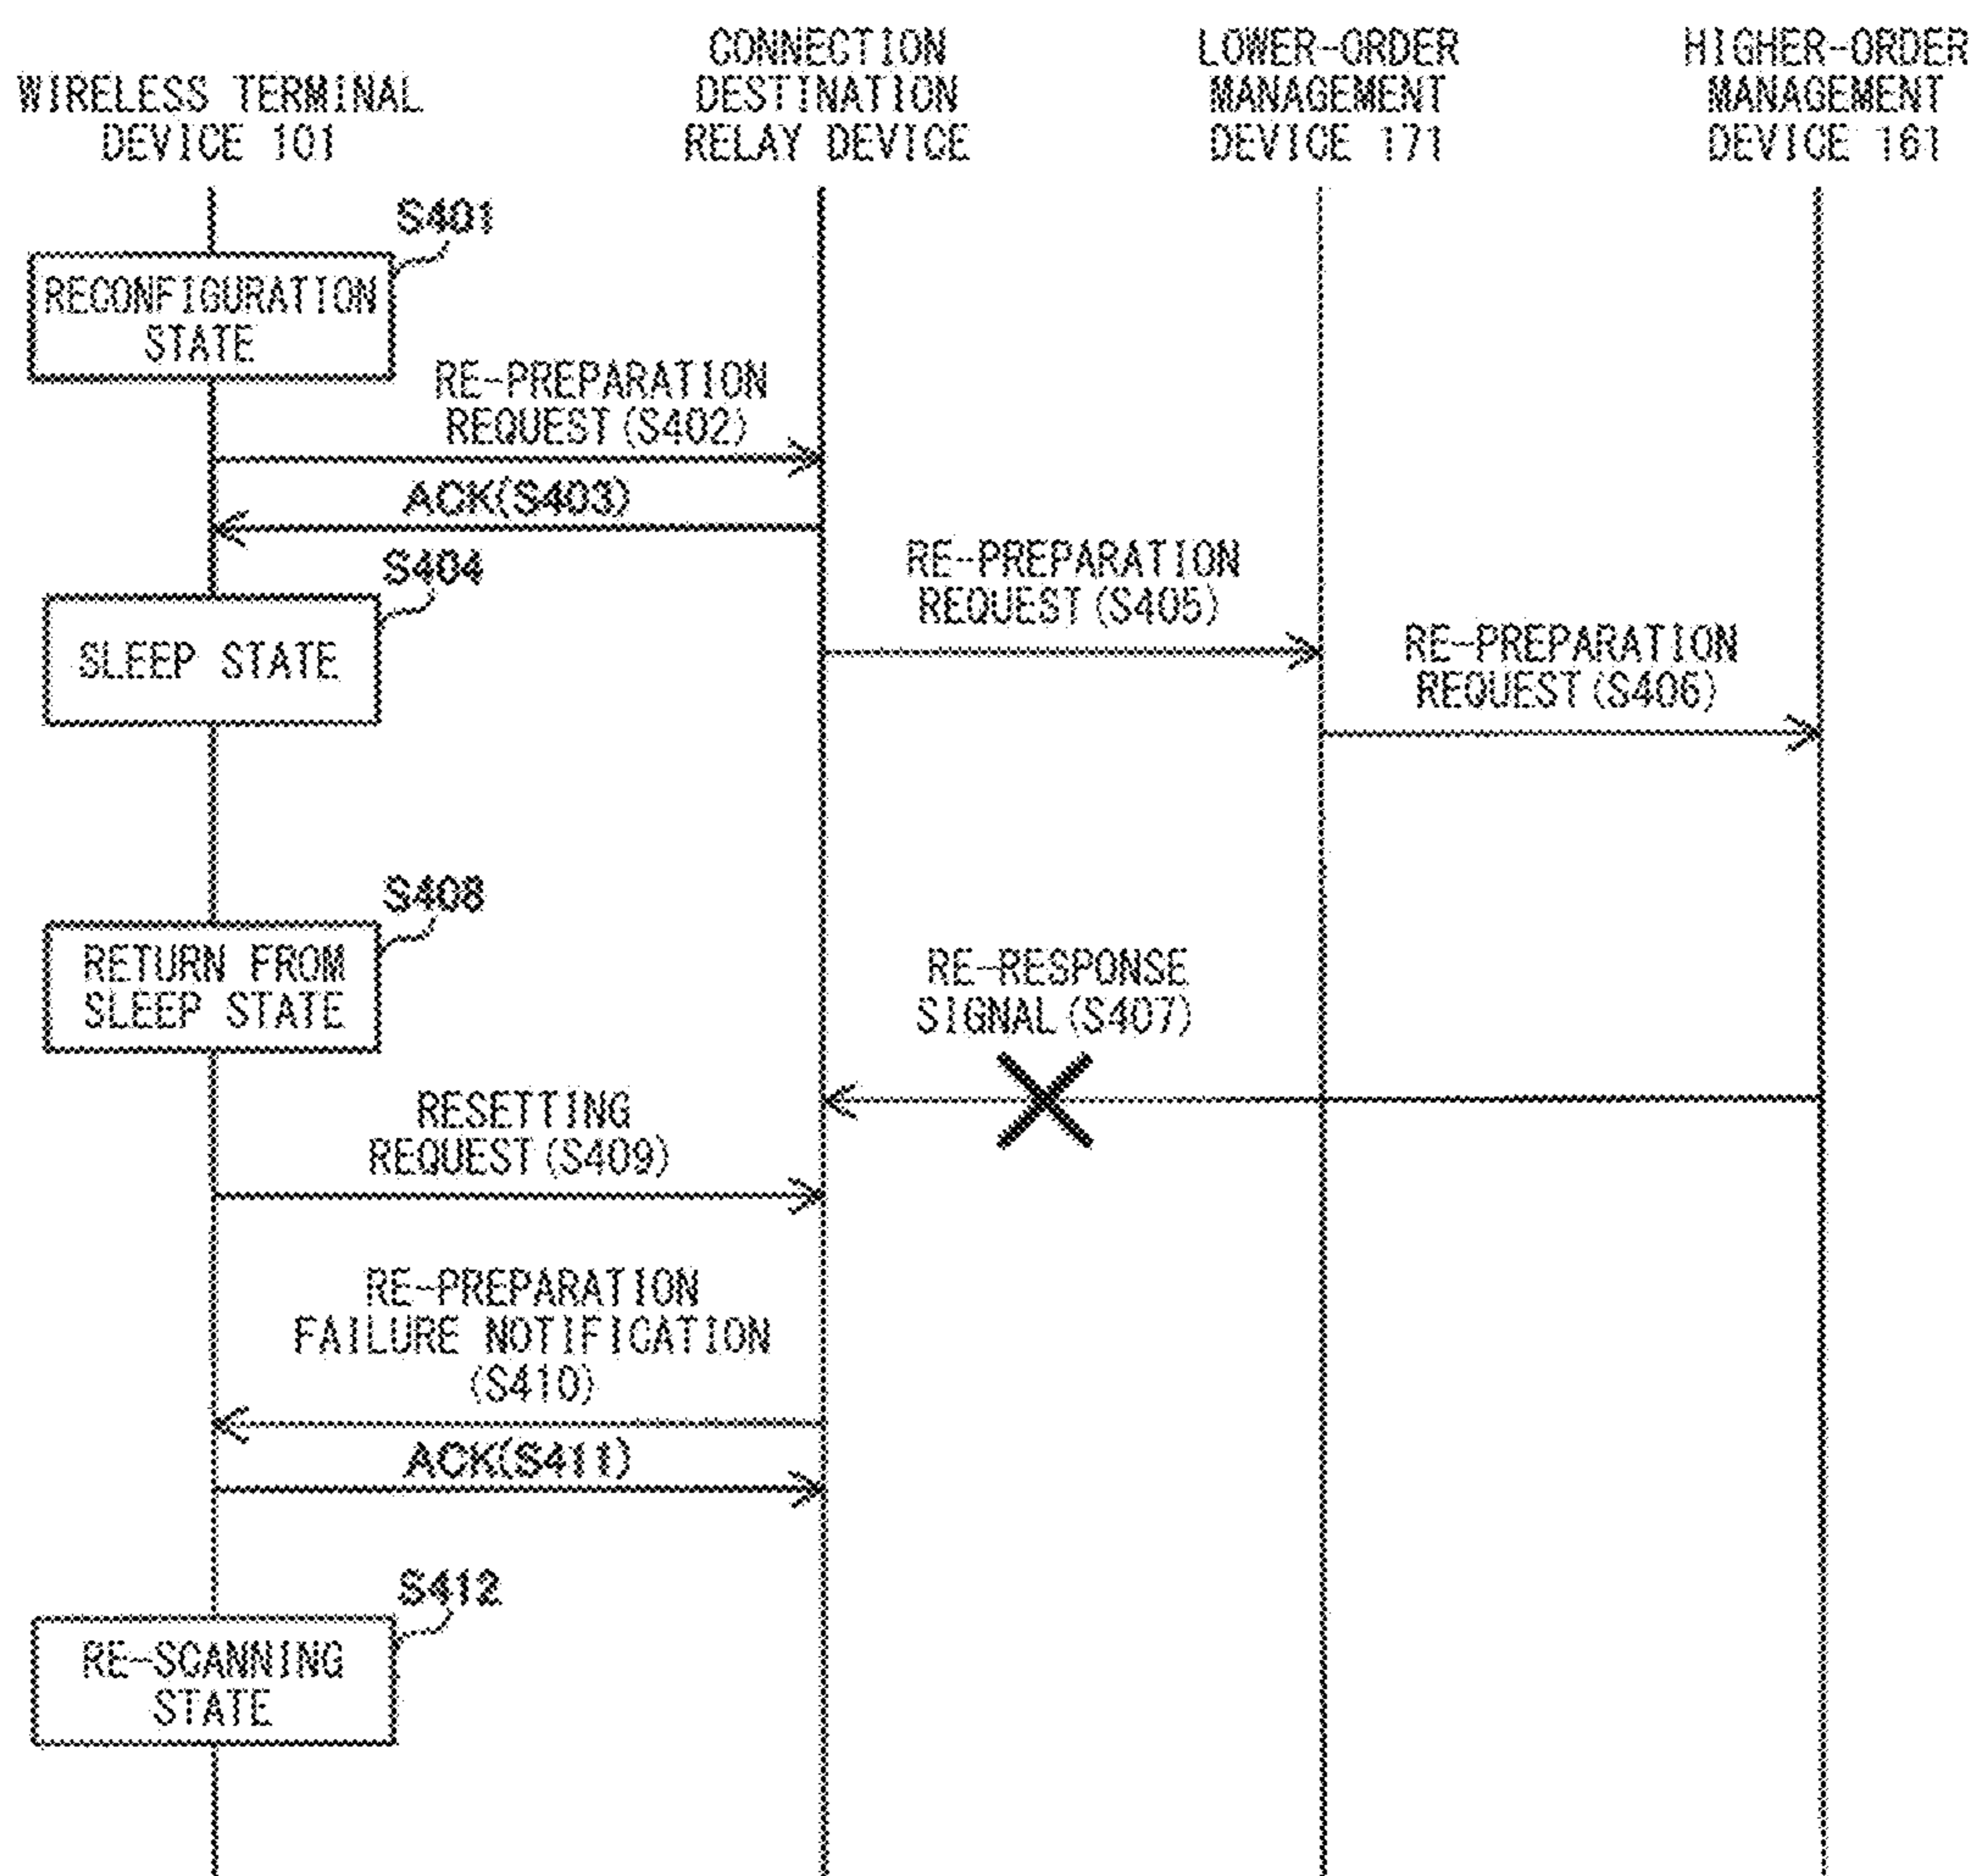 WIRELESS TERMINAL
DEVICE 101
CONNECTION
DESTINATION
RELAY DEVICE
LOWER-ORDER
MANAGEMENT
DEVICE 171
HIGHER-ORDER
MANAGEMENT
DEVICE 161
S401
RECONFIGURATION
STATE
RE-PREPARATION
REQUEST(S402)
ACK(S403)
S404
SLEEP STATE
RE-PREPARATION
REQUEST(S405)
RE-PREPARATION
REQUEST(S406)
S408
RETURN FROM
SLEEP STATE
RE-RESPONSE
SIGNAL(S407)
RESETTING
REQUEST(S409)
RE-PREPARATION
FAILURE NOTIFICATION
(S410)
ACK(S411)
S412
RE-SCANNING
STATE